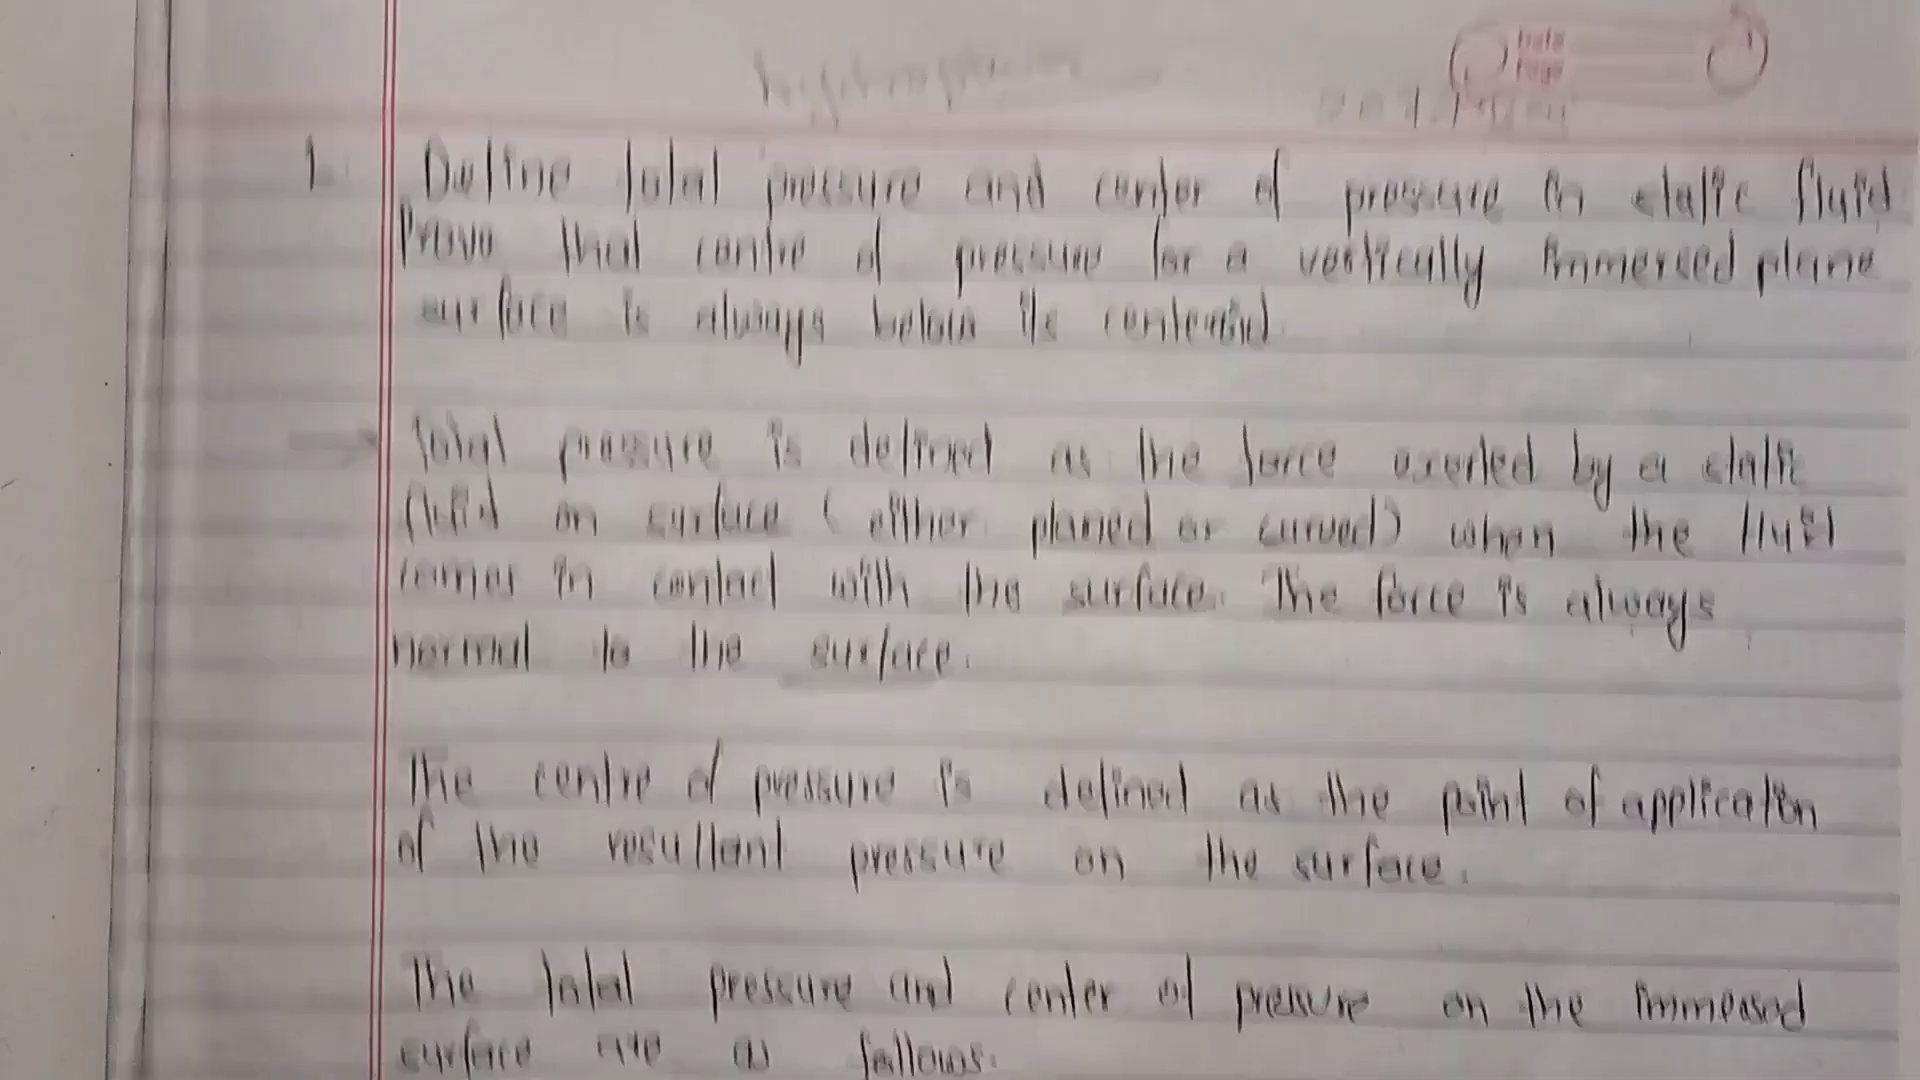 Date
Page
1. Define total pressure and center of pressure in static fluid.
Prove that centre of pressure for a vertically immersed plane
surface is always below its
Total pressure is defined as the force exerted by a static
fluid on surface (either planed or curved) when the fluid
comes in contact with the surface. The force is always
normal to the surface.
The centre of pressure is defined as the point of application
of the resultant pressure on the surface.
The total pressure and center of pressure on the
surface are as follows: